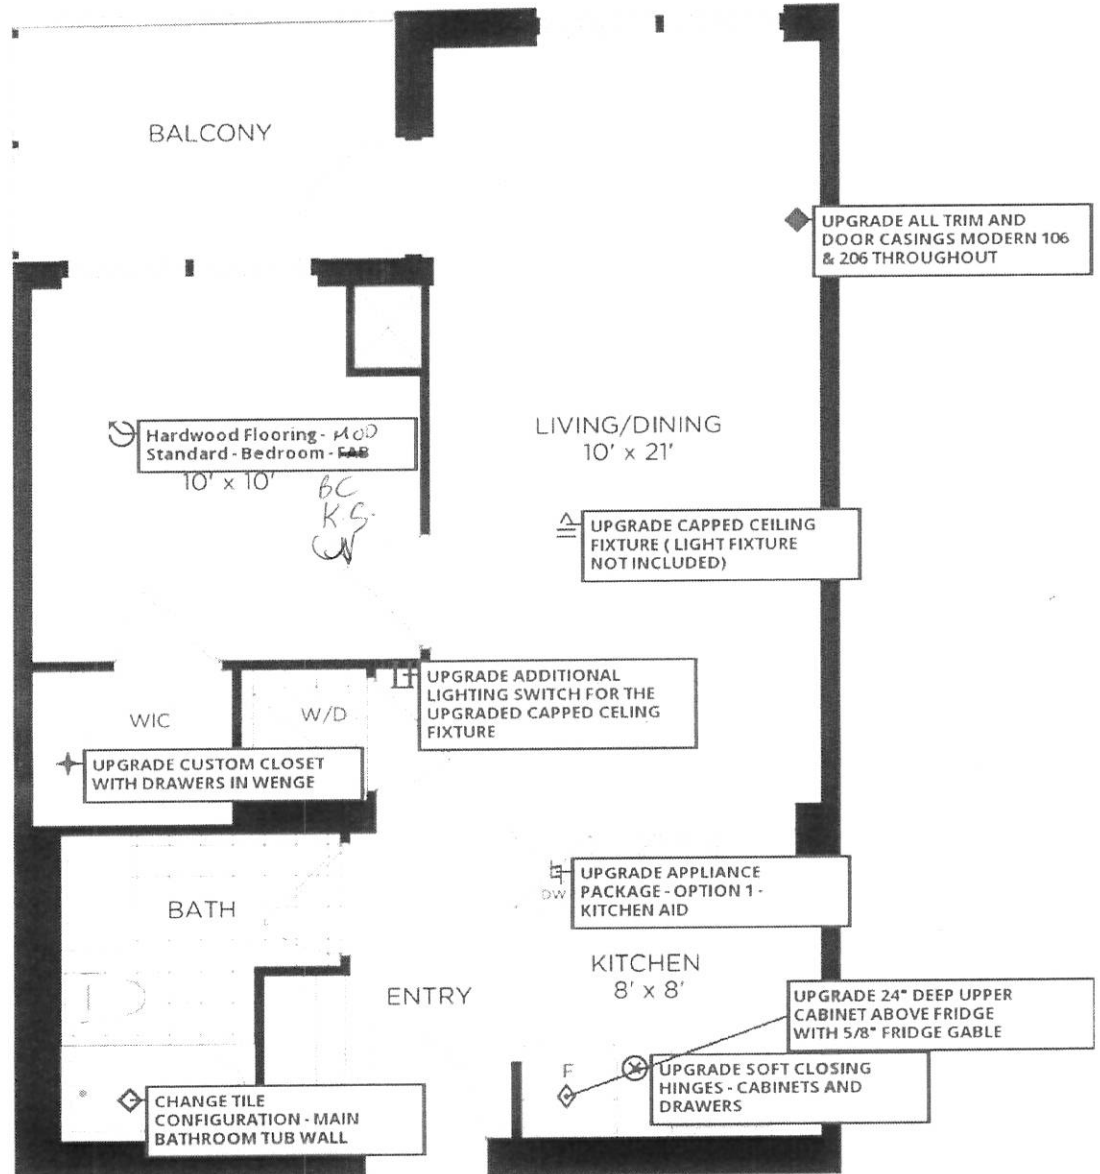 BALCONY
UPGRADE ALL TRIM AND
DOOR CASINGS MODERN 106
& 206 THROUGHOUT
LIVING/DINING
10' x 21'
Hardwood Flooring - MOD
Standard - Bedroom - FAB
10' x 10'
BC
K.S.
UPGRADE CAPPED CEILING
FIXTURE ( LIGHT FIXTURE
NOT INCLUDED)
UPGRADE ADDITIONAL
LIGHTING SWITCH FOR THE
UPGRADED CAPPED CELING
FIXTURE
WIC
W/D
UPGRADE CUSTOM CLOSET
WITH DRAWERS IN WENGE
UPGRADE APPLIANCE
PACKAGE - OPTION 1 -
KITCHEN AID
DW
BATH
KITCHEN
8' x 8'
ENTRY
UPGRADE 24" DEEP UPPER
CABINET ABOVE FRIDGE
WITH 5/8" FRIDGE GABLE
F
UPGRADE SOFT CLOSING
HINGES - CABINETS AND
DRAWERS
CHANGE TILE
CONFIGURATION - MAIN
BATHROOM TUB WALL